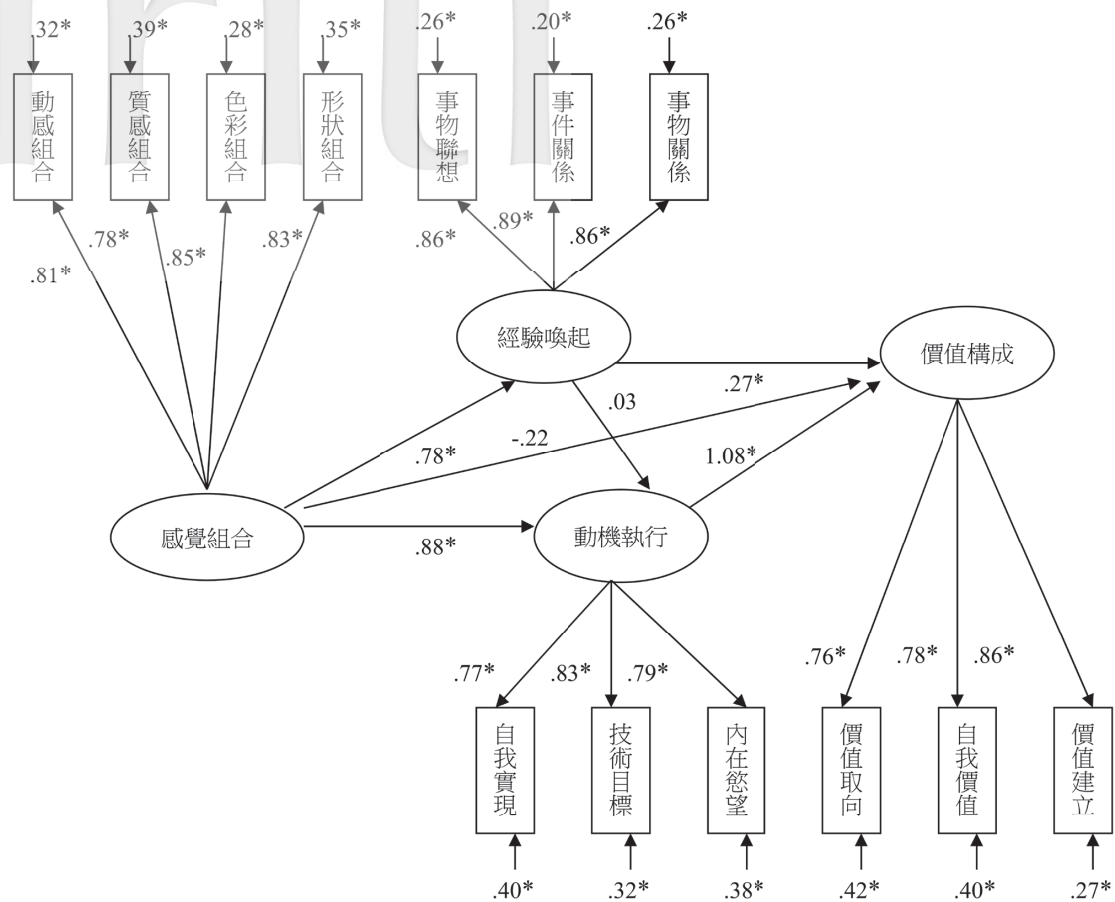 .32*
.39*
.28*
.35*
.26*
.20*
.26*
動感組合
質感組合
色彩組合
形狀組合
事物聯想
事件關係
事物關係
.81*
.78*
.85*
.83*
.86*
.89*
.86*
經驗喚起
價值構成
.27*
.03
-.22
.78*
1.08*
感覺組合
動機執行
.88*
.77*
.83*
.79*
.76*
.78*
.86*
自我實現
技術目標
內在慾望
價值取向
自我價值
價值建立
.40*
.32*
.38*
.42*
.40*
.27*